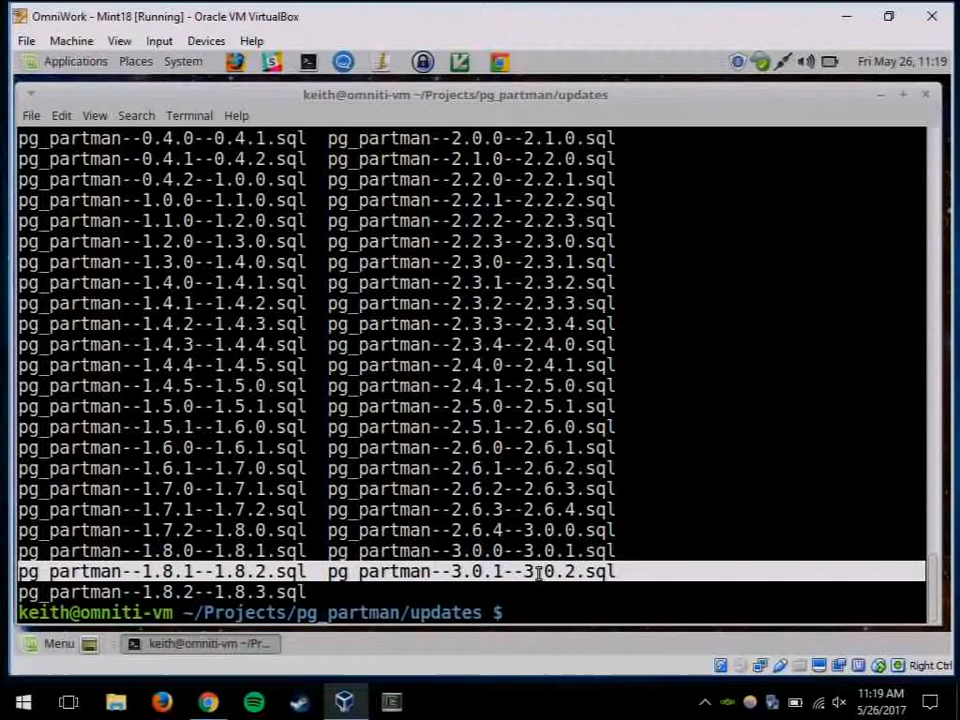 OmniWork - Mint18 [Running] - Oracle VM VirtualBox
File Machine View Input Devices Help
Applications Places System Fri May 26, 11:19
keith@omniti-vm ~/Projects/pg_partman/updates
File Edit View Search Terminal Help
pg_partman--0.4.0--0.4.1.sql pg_partman--2.0.0--2.1.0.sql
pg_partman--0.4.1--0.4.2.sql pg_partman--2.1.0--2.2.0.sql
pg_partman--0.4.2--1.0.0.sql pg_partman--2.2.0--2.2.1.sql
pg_partman--1.0.0--1.1.0.sql pg_partman--2.2.1--2.2.2.sql
pg_partman--1.1.0--1.2.0.sql pg_partman--2.2.2--2.2.3.sql
pg_partman--1.2.0--1.3.0.sql pg_partman--2.2.3--2.3.0.sql
pg_partman--1.3.0--1.4.0.sql pg_partman--2.3.0--2.3.1.sql
pg_partman--1.4.0--1.4.1.sql pg_partman--2.3.1--2.3.2.sql
pg_partman--1.4.1--1.4.2.sql pg_partman--2.3.2--2.3.3.sql
pg_partman--1.4.2--1.4.3.sql pg_partman--2.3.3--2.3.4.sql
pg_partman--1.4.3--1.4.4.sql pg_partman--2.3.4--2.4.0.sql
pg_partman--1.4.4--1.4.5.sql pg_partman--2.4.0--2.4.1.sql
pg_partman--1.4.5--1.5.0.sql pg_partman--2.4.1--2.5.0.sql
pg_partman--1.5.0--1.5.1.sql pg_partman--2.5.0--2.5.1.sql
pg_partman--1.5.1--1.6.0.sql pg_partman--2.5.1--2.6.0.sql
pg_partman--1.6.0--1.6.1.sql pg_partman--2.6.0--2.6.1.sql
pg_partman--1.6.1--1.7.0.sql pg_partman--2.6.1--2.6.2.sql
pg_partman--1.7.0--1.7.1.sql pg_partman--2.6.2--2.6.3.sql
pg_partman--1.7.1--1.7.2.sql pg_partman--2.6.3--2.6.4.sql
pg_partman--1.7.2--1.8.0.sql pg_partman--2.6.4--3.0.0.sql
pg_partman--1.8.0--1.8.1.sql pg_partman--3.0.0--3.0.1.sql
pg_partman--1.8.1--1.8.2.sql pg_partman--3.0.1--3.0.2.sql
pg_partman--1.8.2--1.8.3.sql
keith@omniti-vm ~/Projects/pg_partman/updates $
Menu keith@omniti-vm ~/Pr...
Right Ctrl
11:19 AM
5/26/2017